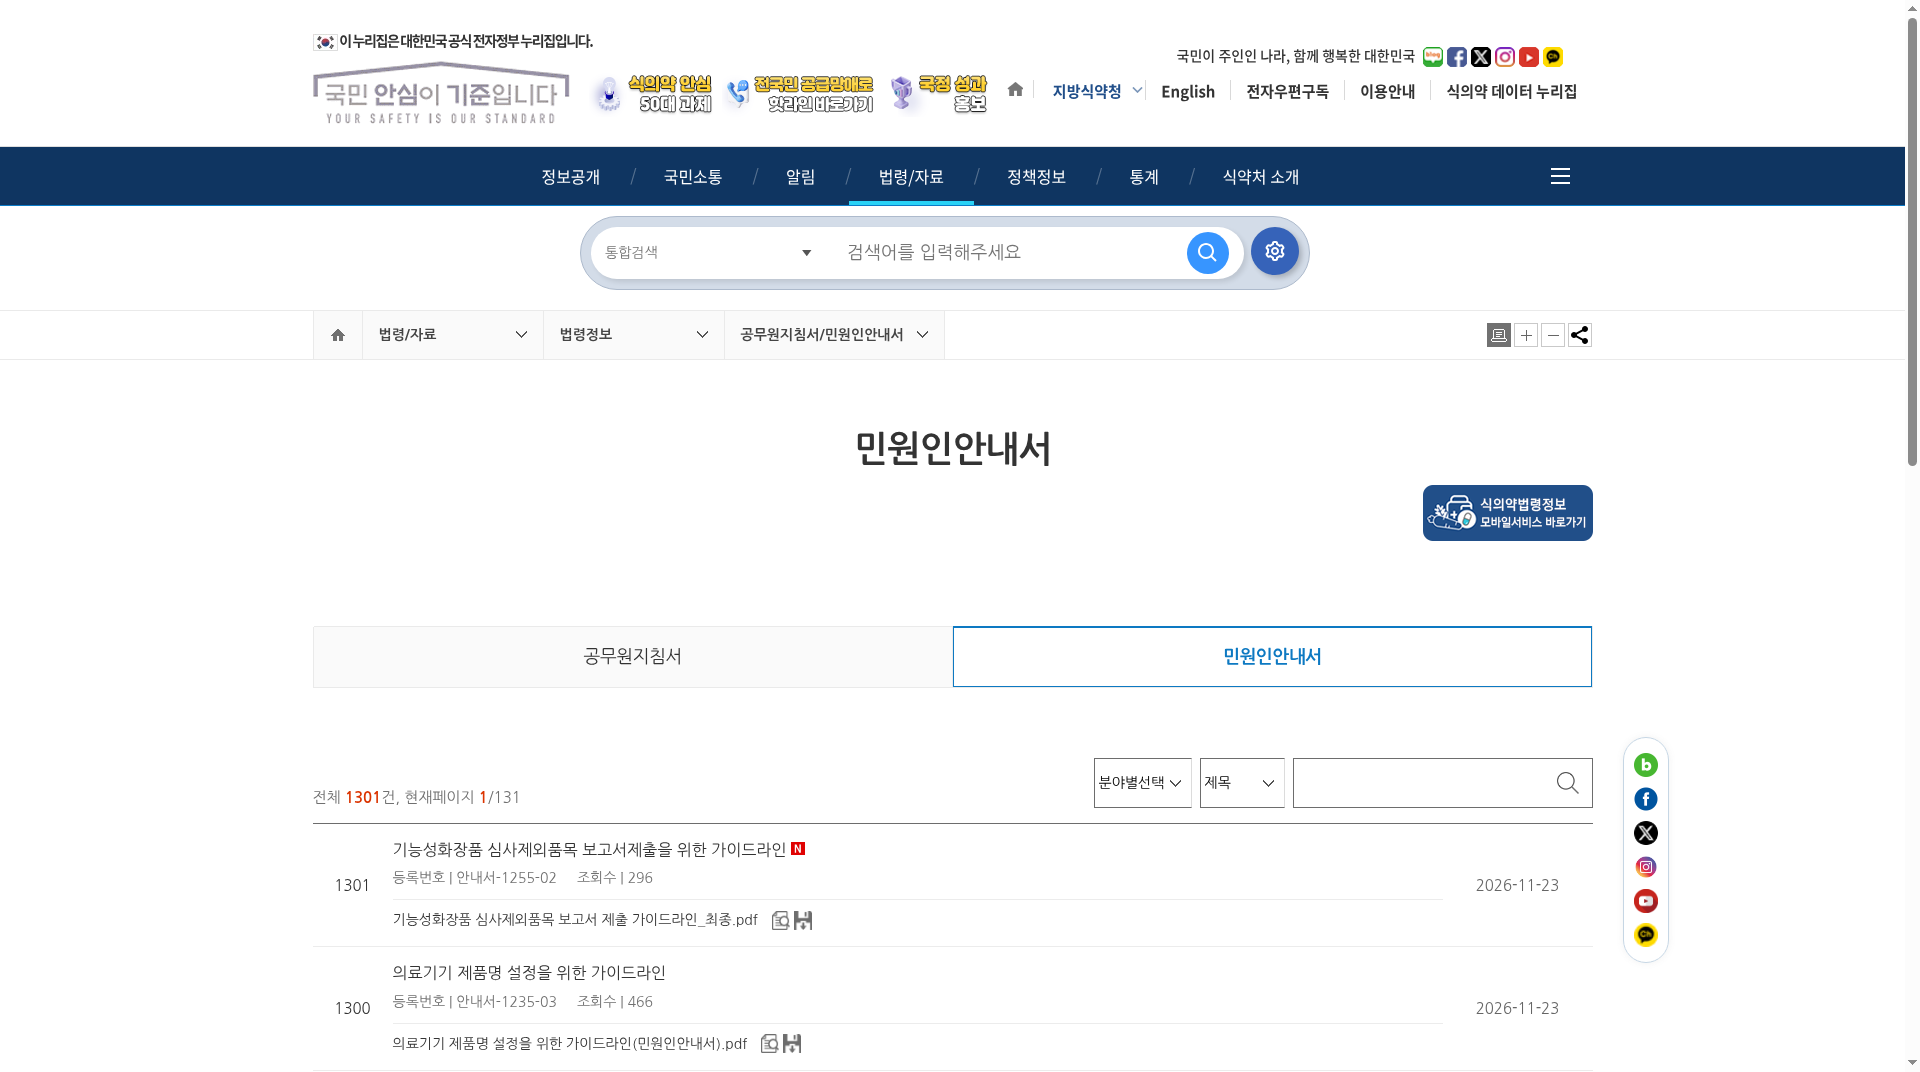 이 누리집은 대한민국 공식 전자정부 누리집입니다.
국민이 주인인 나라, 함께 행복한 대한민국
국민 안심이 기준입니다
YOUR SAFETY IS OUR STANDARD
식의약 안심
50대 과제
전국민 공급망애로
핫라인 바로가기
국정 성과
홍보
지방식약청
English
전자우편구독
이용안내
식의약 데이터 누리집
정보공개 / 국민소통 / 알림 / 법령/자료 / 정책정보 / 통계 / 식약처 소개
통합검색
검색어를 입력해주세요
법령/자료
법령정보
공무원지침서/민원인안내서
민원인안내서
식의약법령정보
모바일서비스 바로가기
공무원지침서
민원인안내서
분야별선택
제목
전체 1301건, 현재페이지 1/131
기능성화장품 심사제외품목 보고서제출을 위한 가이드라인 N
등록번호 | 안내서-1255-02 조회수 | 296
1301
2026-11-23
기능성화장품 심사제외품목 보고서 제출 가이드라인_최종.pdf
의료기기 제품명 설정을 위한 가이드라인
등록번호 | 안내서-1235-03 조회수 | 466
1300
2026-11-23
의료기기 제품명 설정을 위한 가이드라인(민원인안내서).pdf